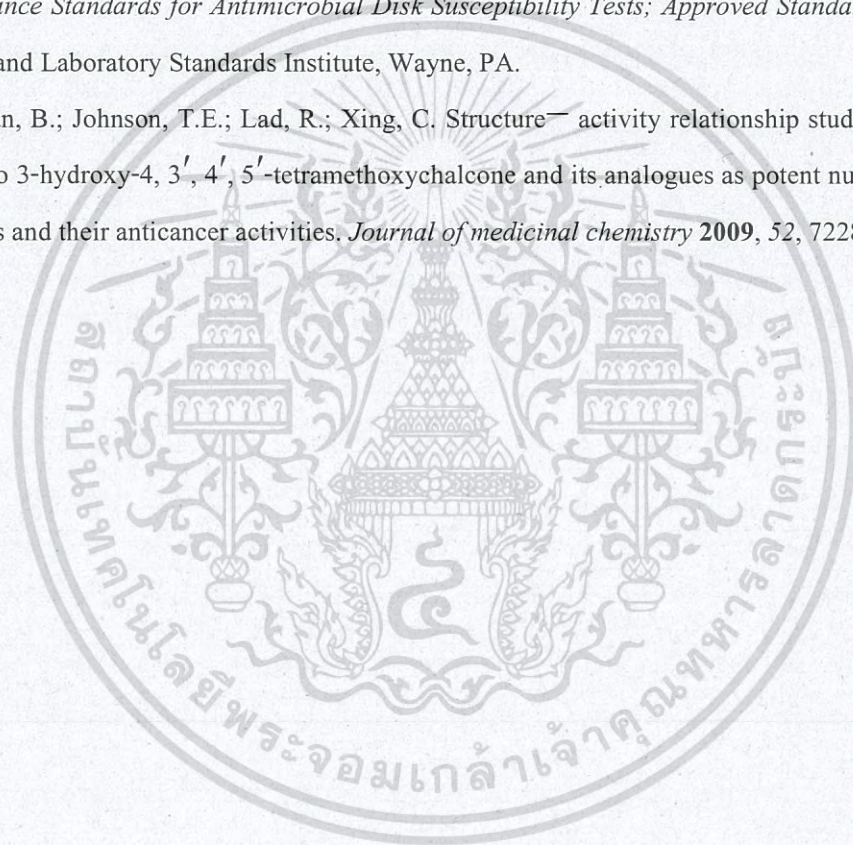 ance Standards for Antimicrobial Disk Susceptibility Tests; Approved Standa
and Laboratory Standards Institute, Wayne, PA.
n, B.; Johnson, T.E.; Lad, R.; Xing, C. Structure— activity relationship stud
o 3-hydroxy-4, 3′, 4′, 5′-tetramethoxychalcone and its analogues as potent nu
s and their anticancer activities. Journal of medicinal chemistry 2009, 52, 7228
สถาบันเทคโนโลยีพระจอมเกล้าเจ้าคุณทหารลาดกระบัง